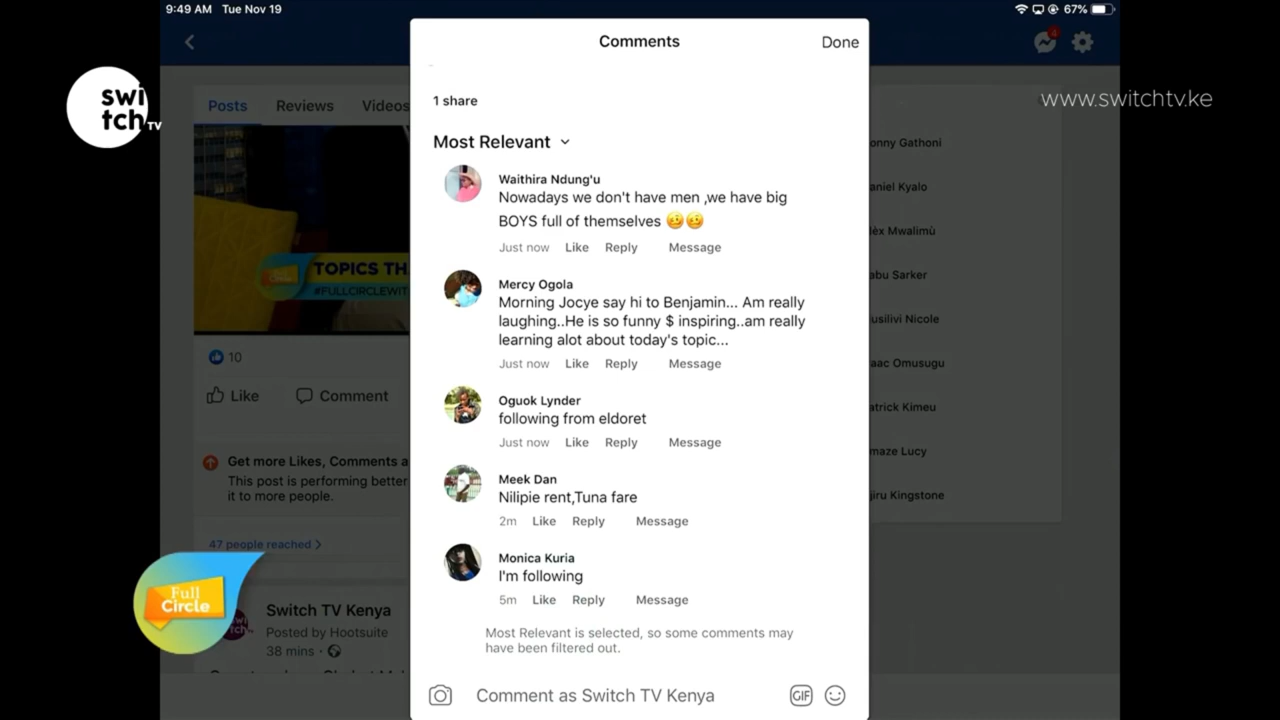 9:49 AM Tue Nov 19
67%
Comments
Done
4
swi
tch TV
www.switchtv.ke
Posts
Reviews
Videos
1 share
Most Relevant
Waithira Ndung'u
Nowadays we don't have men ,we have big
BOYS full of themselves 🥴🥴
Just now Like Reply Message
Mercy Ogola
Morning Jocye say hi to Benjamin... Am really
laughing..He is so funny $ inspiring..am really
learning alot about today's topic...
Just now Like Reply Message
Oguok Lynder
following from eldoret
Just now Like Reply Message
Meek Dan
Nilipie rent,Tuna fare
2m Like Reply Message
Monica Kuria
I'm following
5m Like Reply Message
Most Relevant is selected, so some comments may
have been filtered out.
Comment as Switch TV Kenya
GIF
TOPICS TH
#FULLCIRCLEWIT
10
Like
Comment
Get more Likes, Comments a
This post is performing better
it to more people.
47 people reached
Full
Circle
Switch TV Kenya
Posted by Hootsuite
38 mins
onny Gathoni
aniel Kyalo
lèx Mwalimù
abu Sarker
usilivi Nicole
aac Omusugu
atrick Kimeu
maze Lucy
jiru Kingstone